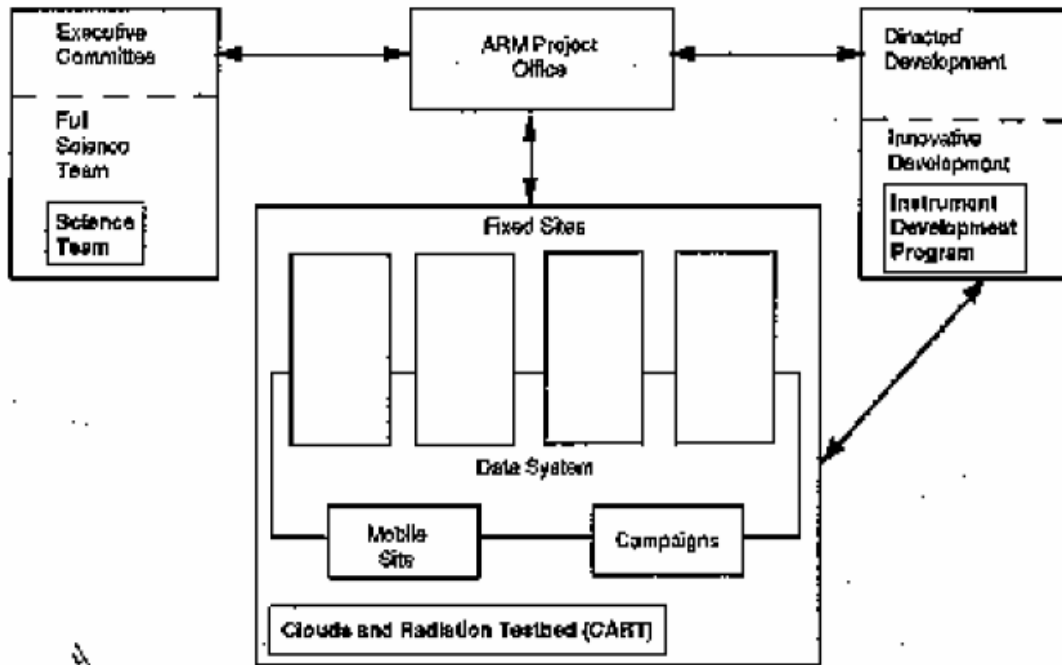 Executive
Committee
Full
Science
Team
Science
Team
ARM Project
Office
Directed
Development
Innovative
Development
Instrument
Development
Program
Fixed Sites
Data System
Mobile
Site
Campaigns
Clouds and Radiation Testbed (CART)